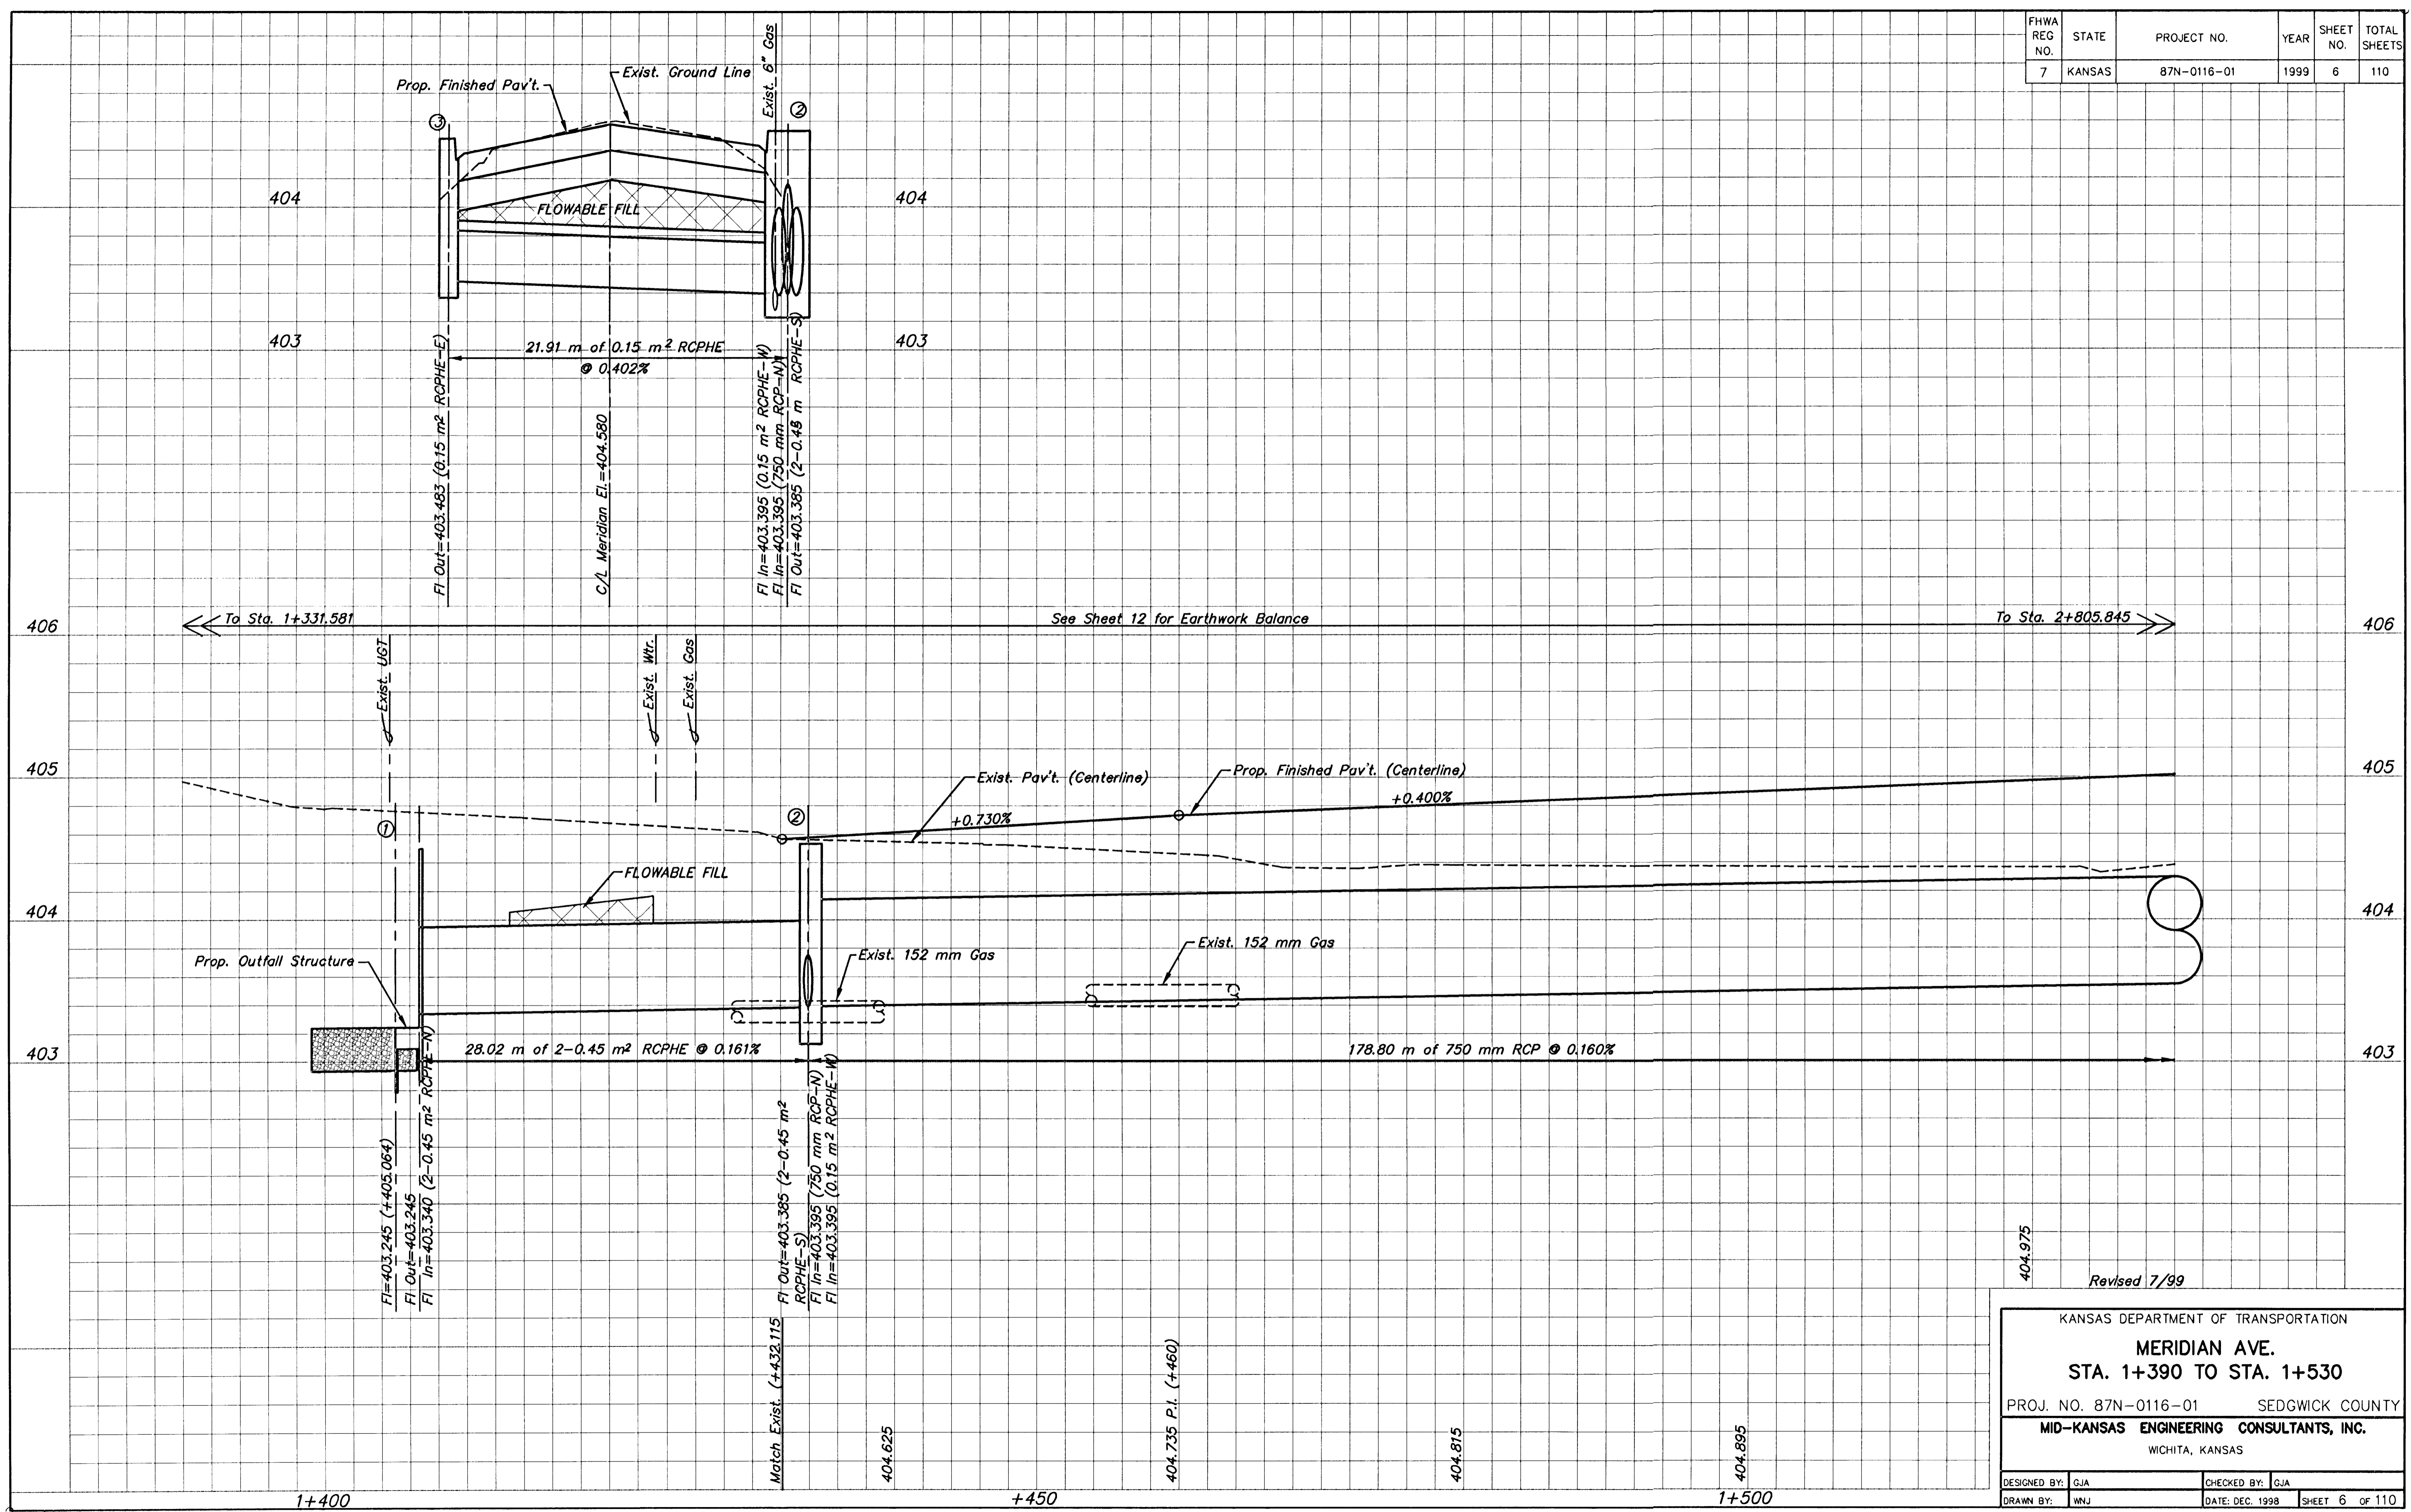 FHWA REG NO. STATE PROJECT NO. YEAR SHEET NO. TOTAL SHEETS
7 KANSAS 87N-0116-01 1999 6 110
Exist. 6" Gas
Prop. Finished Pav't.
Exist. Ground Line
3
2
404
404
FLOWABLE FILL
403
403
21.91 m of 0.15 m² RCPHE
@ 0.402%
Fl Out=403.483 (0.15 m² RCPHE-E)
C/L Meridian El.=404.580
Fl In=403.395 (0.15 m² RCPHE-W)
Fl In=403.395 (750 mm RCP-N)
Fl Out=403.385 (2-0.45 m RCPHE-S)
406
To Sta. 1+331.581
See Sheet 12 for Earthwork Balance
To Sta. 2+805.845
406
Exist. UGT
Exist. Wtr.
Exist. Gas
405
Exist. Pav't. (Centerline)
Prop. Finished Pav't. (Centerline)
405
+0.400%
+0.730%
1
2
FLOWABLE FILL
404
404
Prop. Outfall Structure
Exist. 152 mm Gas
Exist. 152 mm Gas
403
28.02 m of 2-0.45 m² RCPHE @ 0.161%
178.80 m of 750 mm RCP @ 0.160%
403
Fl=403.245 (+405.064)
Fl Out=403.245
Fl In=403.340 (2-0.45 m² RCPHE-N)
Fl Out=403.385 (2-0.45 m²
RCPHE-S)
Fl In=403.395 (750 mm RCP-N)
Fl In=403.395 (0.15 m² RCPHE-W)
Match Exist. (+432.115
404.625
404.735 P.I. (+460)
404.815
404.895
404.975
Revised 7/99
1+400
+450
1+500
KANSAS DEPARTMENT OF TRANSPORTATION
MERIDIAN AVE.
STA. 1+390 TO STA. 1+530
PROJ. NO. 87N-0116-01 SEDGWICK COUNTY
MID-KANSAS ENGINEERING CONSULTANTS, INC.
WICHITA, KANSAS
DESIGNED BY: GJA CHECKED BY: GJA
DRAWN BY: WNJ DATE: DEC. 1998 SHEET 6 OF 110